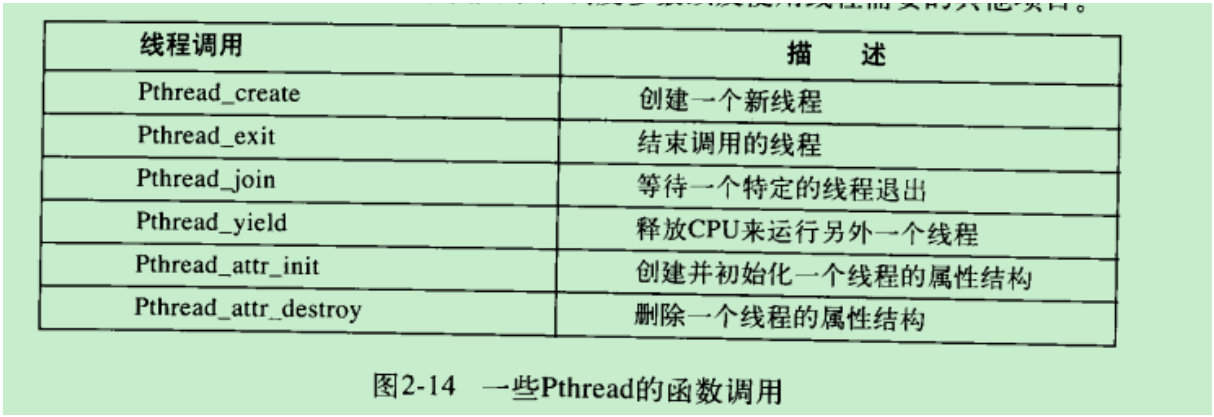 线程调用 描 述
Pthread_create 创建一个新线程
Pthread_exit 结束调用的线程
Pthread_join 等待一个特定的线程退出
Pthread_yield 释放CPU来运行另外一个线程
Pthread_attr_init 创建并初始化一个线程的属性结构
Pthread_attr_destroy 删除一个线程的属性结构
图2-14 一些Pthread的函数调用